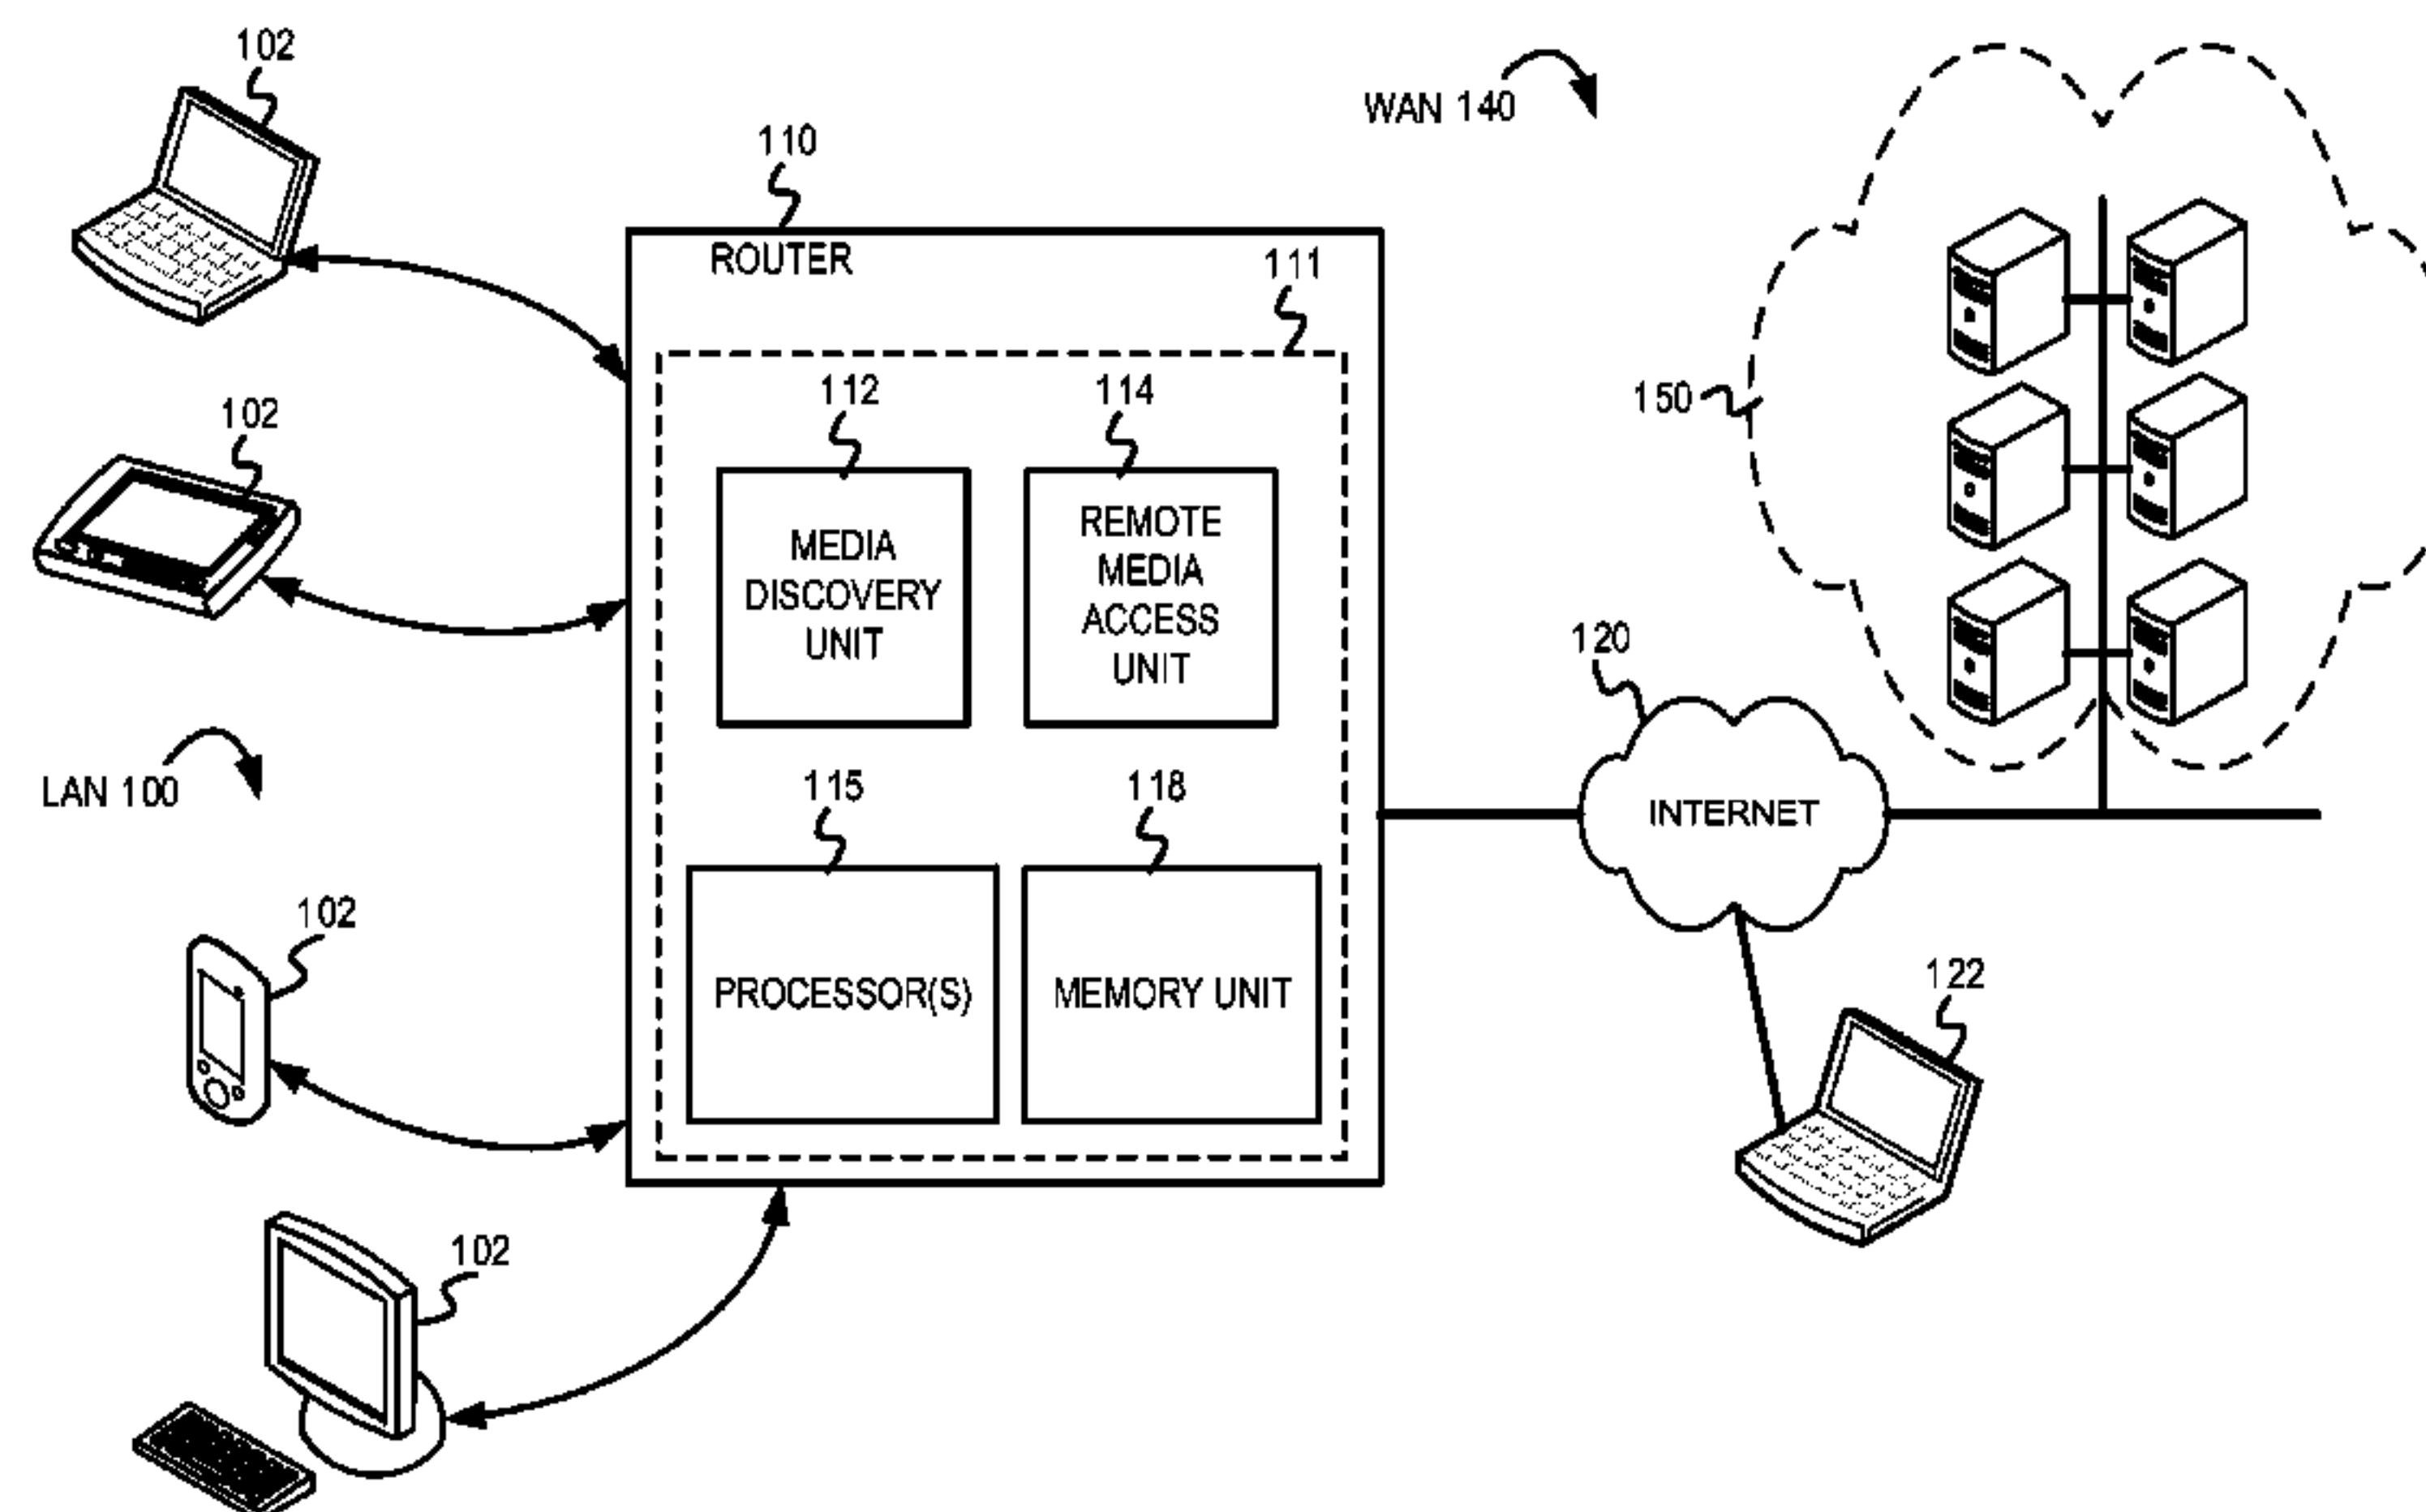 102
WAN 140
110
ROUTER
111
112
114
150
102
MEDIA
DISCOVERY
UNIT
REMOTE
MEDIA
ACCESS
UNIT
120
LAN 100
115
118
INTERNET
102
PROCESSOR(S)
MEMORY UNIT
122
102